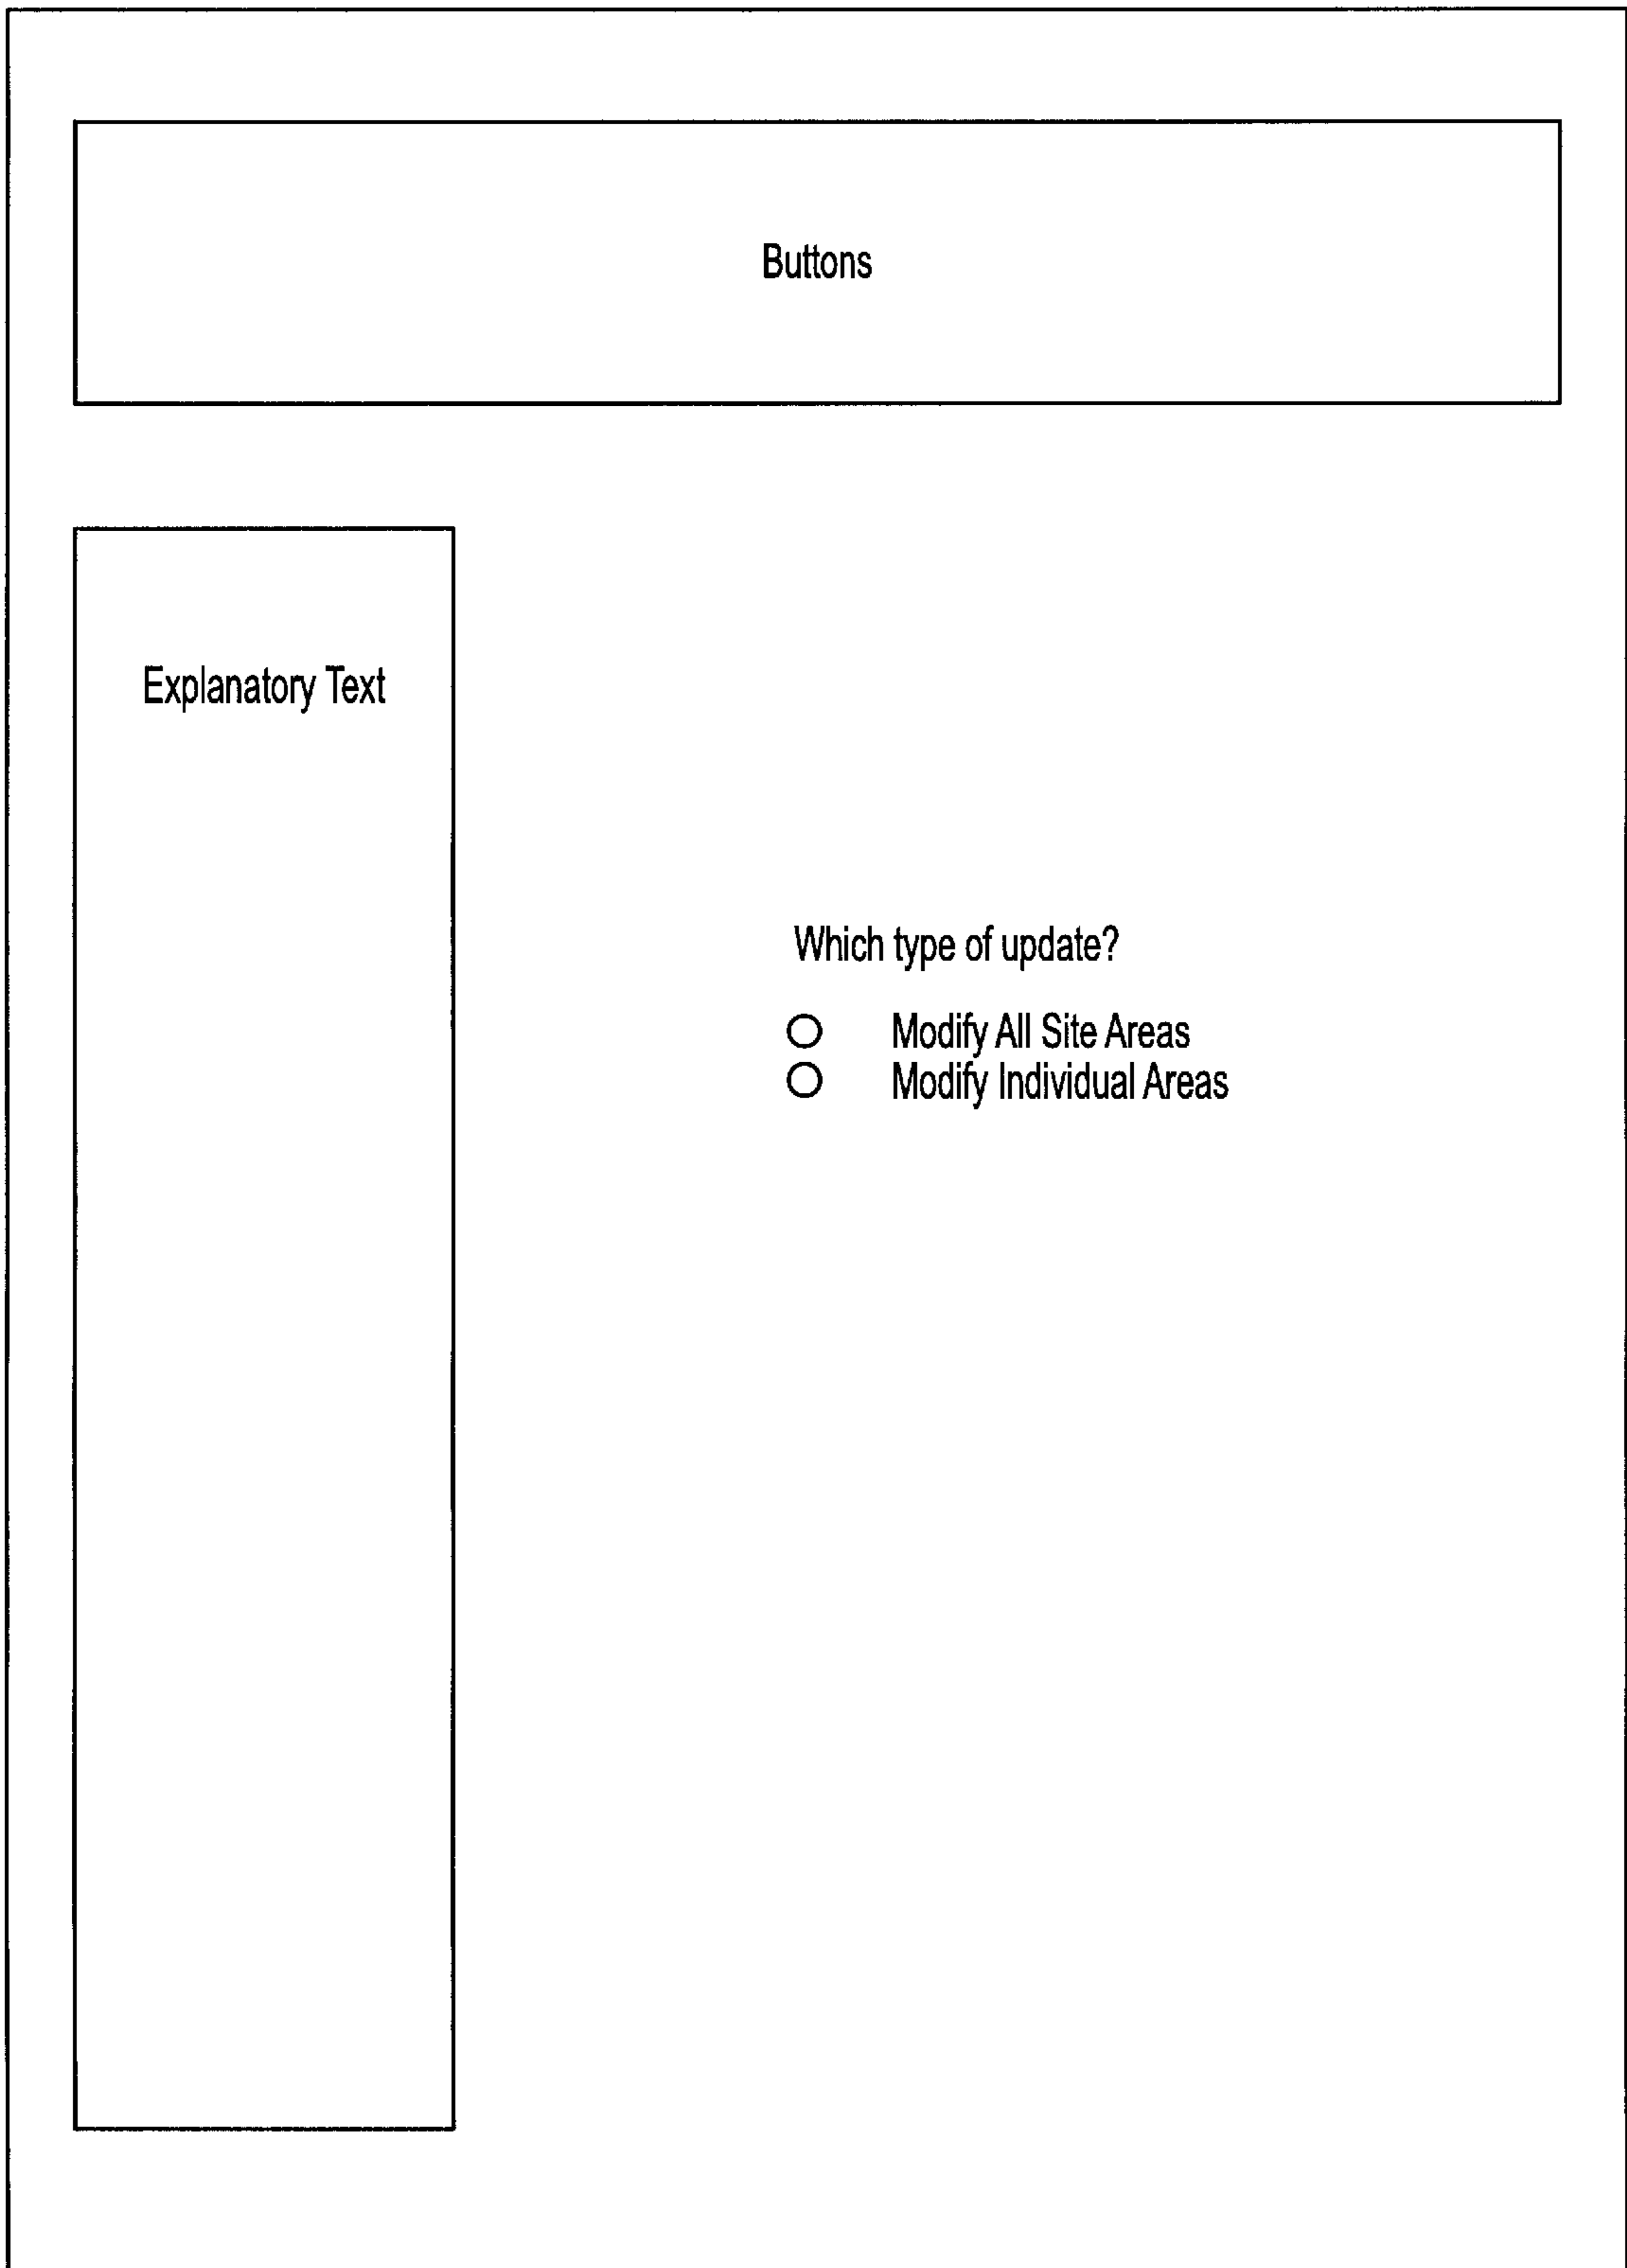 Buttons
Explanatory Text
Which type of update?
Modify All Site Areas
Modify Individual Areas